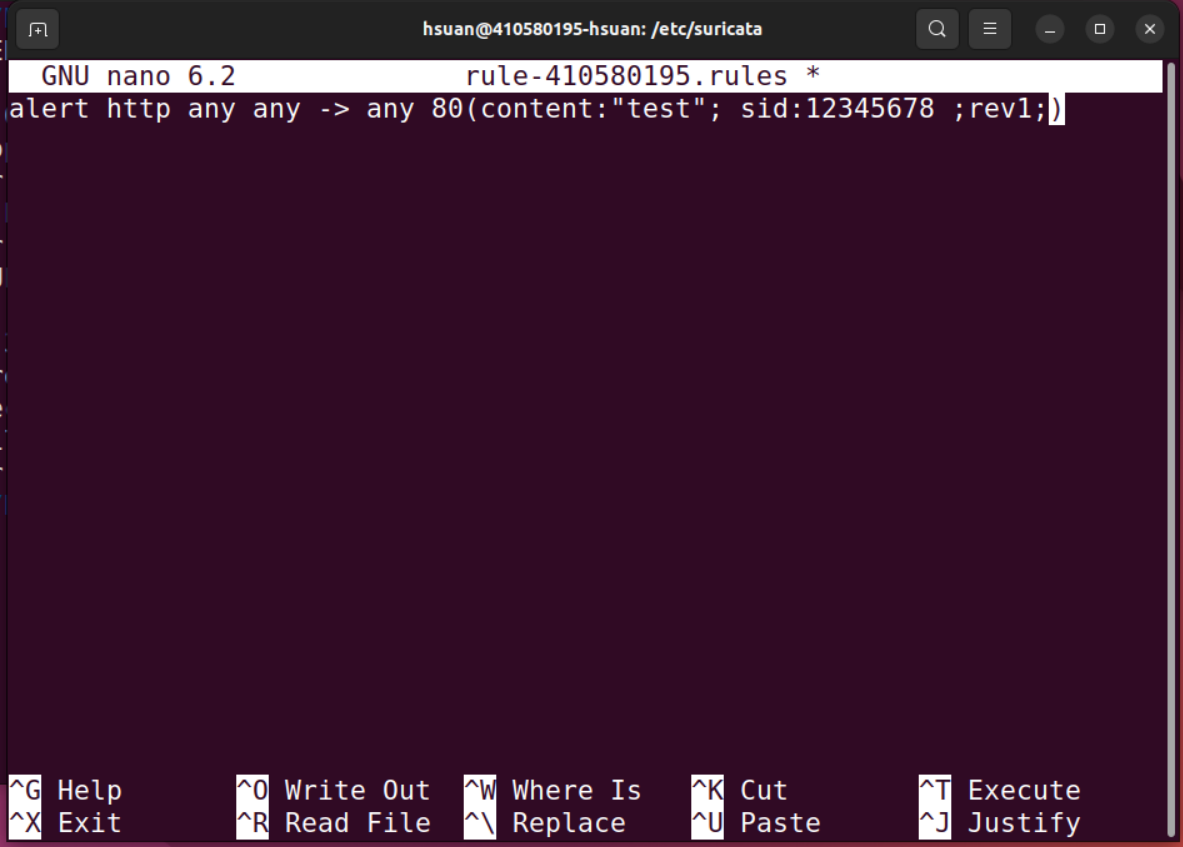 hsuan@410580195-hsuan: /etc/suricata
GNU nano 6.2 rule-410580195.rules *
alert http any any -> any 80(content:"test"; sid:12345678 ;rev1;)
^G Help ^O Write Out ^W Where Is ^K Cut ^T Execute
^X Exit ^R Read File ^\ Replace ^U Paste ^J Justify